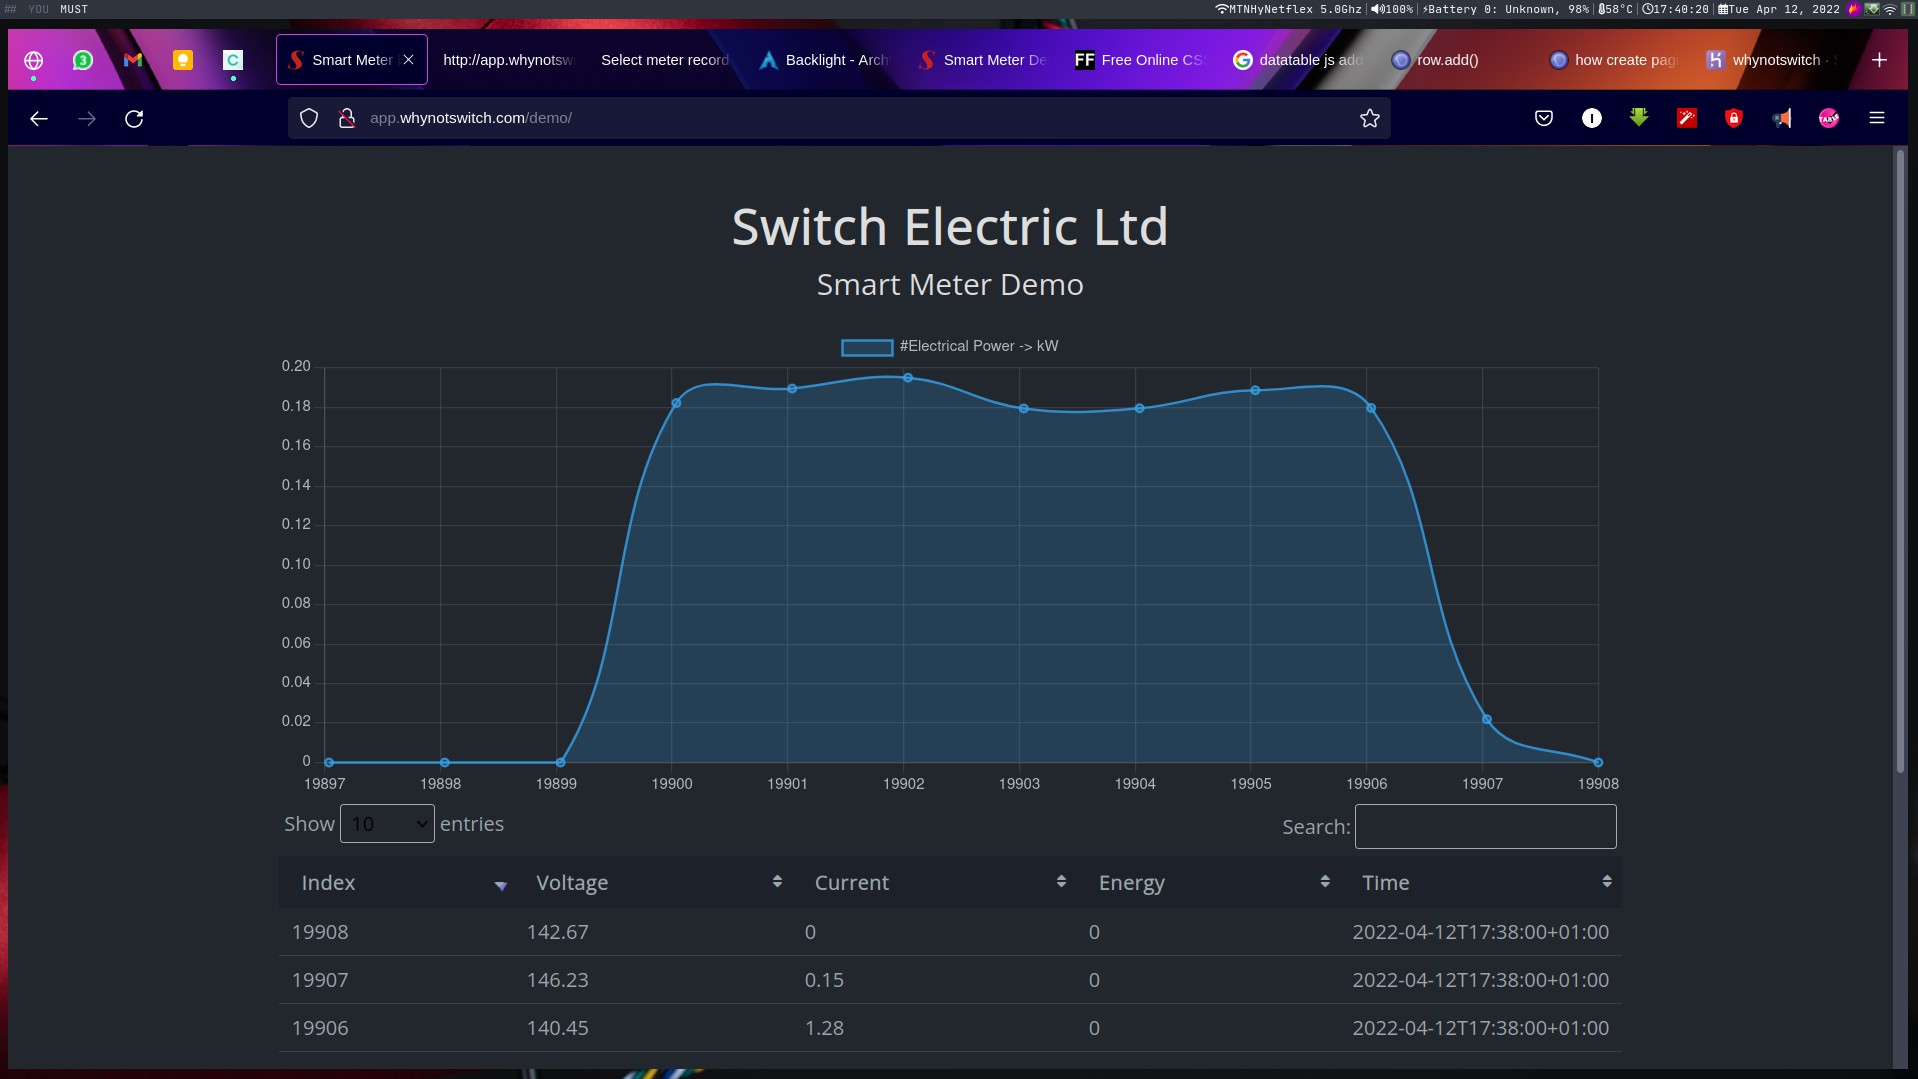 ## YOU MUST MTNHyNetflex 5.0Ghz 100% Battery 0: Unknown, 98% 58°C 17:40:20 Tue Apr 12, 2022
3 C Smart Meter http://app.whynotsw Select meter record Backlight - Arch Smart Meter De FF Free Online CS datatable js add row.add() how create pag whynotswitch ·
app.whynotswitch.com/demo/
Switch Electric Ltd
Smart Meter Demo
#Electrical Power -> kW
0.20
0.18
0.16
0.14
0.12
0.10
0.08
0.06
0.04
0.02
0
19897 19898 19899 19900 19901 19902 19903 19904 19905 19906 19907 19908
Show 10 entries Search:
Index Voltage Current Energy Time
19908 142.67 0 0 2022-04-12T17:38:00+01:00
19907 146.23 0.15 0 2022-04-12T17:38:00+01:00
19906 140.45 1.28 0 2022-04-12T17:38:00+01:00